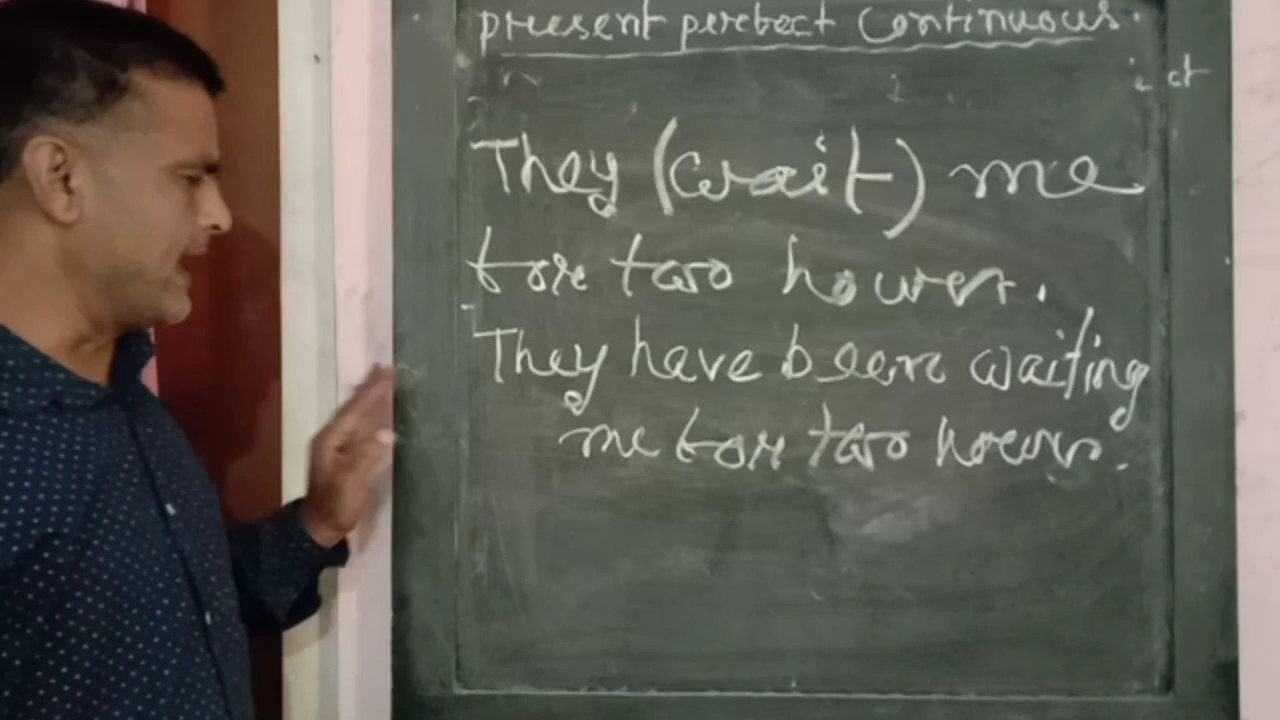 present perfect continuous.
They (wait) me
for two hours.
They have been waiting
me for two hours.